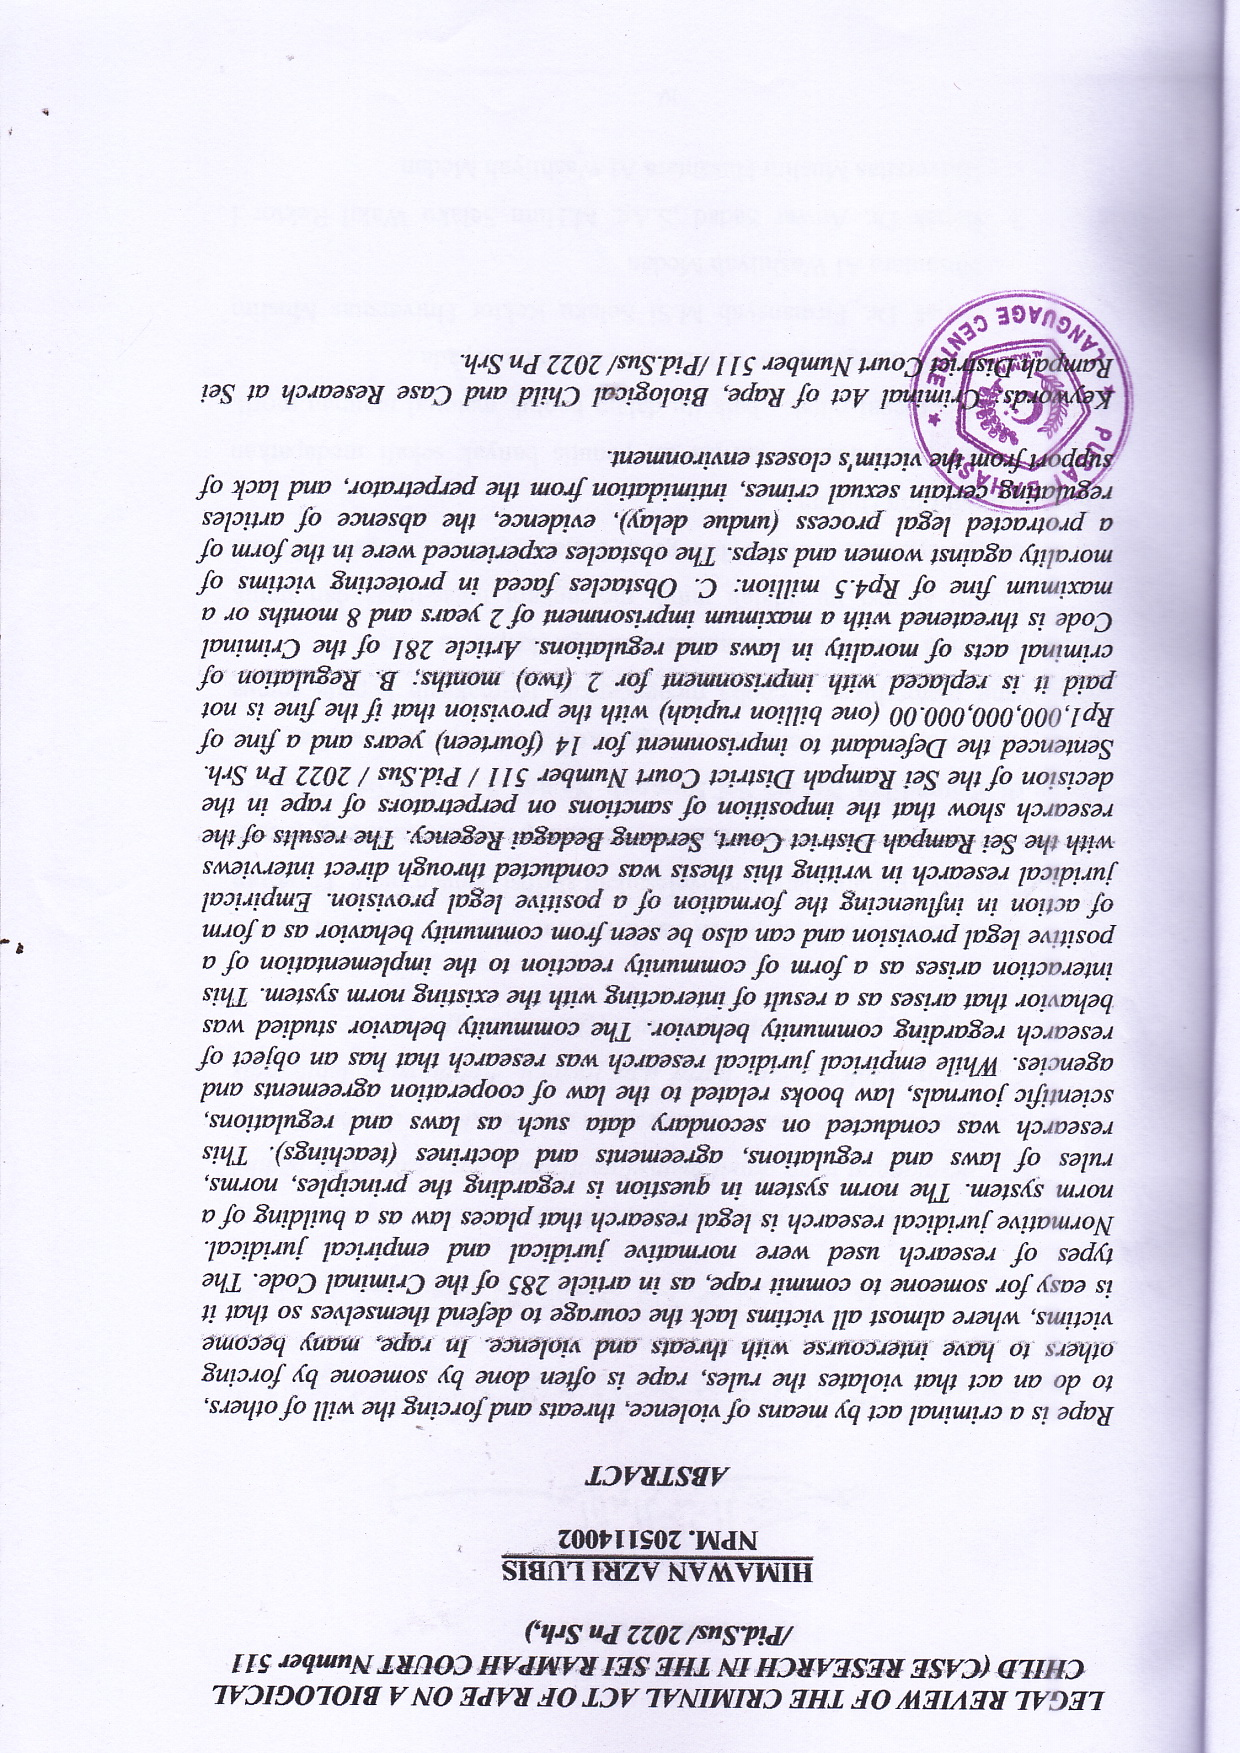 LEGAL REVIEW OF THE CRIMINAL ACT OF RAPE ON A BIOLOGICAL
CHILD (CASE RESEARCH IN THE SEI RAMPAH COURT Number 511
/Pid.Sus/ 2022 Pn Srh,)
HIMAWAN AZRI LUBIS
NPM. 205114002
ABSTRACT
Rape is a criminal act by means of violence, threats and forcing the will of others,
to do an act that violates the rules, rape is often done by someone by forcing
others to have intercourse with threats and violence. In rape, many become
victims, where almost all victims lack the courage to defend themselves so that it
is easy for someone to commit rape, as in article 285 of the Criminal Code. The
types of research used were normative juridical and empirical juridical.
Normative juridical research is legal research that places law as a building of a
norm system. The norm system in question is regarding the principles, norms,
rules of laws and regulations, agreements and doctrines (teachings). This
research was conducted on secondary data such as laws and regulations,
scientific journals, law books related to the law of cooperation agreements and
agencies. While empirical juridical research was research that has an object of
research regarding community behavior. The community behavior studied was
behavior that arises as a result of interacting with the existing norm system. This
interaction arises as a form of community reaction to the implementation of a
positive legal provision and can also be seen from community behavior as a form
of action in influencing the formation of a positive legal provision. Empirical
juridical research in writing this thesis was conducted through direct interviews
with the Sei Rampah District Court, Serdang Bedagai Regency. The results of the
research show that the imposition of sanctions on perpetrators of rape in the
decision of the Sei Rampah District Court Number 511 / Pid.Sus / 2022 Pn Srh.
Sentenced the Defendant to imprisonment for 14 (fourteen) years and a fine of
Rp1,000,000,000.00 (one billion rupiah) with the provision that if the fine is not
paid it is replaced with imprisonment for 2 (two) months; B. Regulation of
criminal acts of morality in laws and regulations. Article 281 of the Criminal
Code is threatened with a maximum imprisonment of 2 years and 8 months or a
maximum fine of Rp4.5 million: C. Obstacles faced in protecting victims of
morality against women and steps. The obstacles experienced were in the form of
a protracted legal process (undue delay), evidence, the absence of articles
regulating certain sexual crimes, intimidation from the perpetrator, and lack of
support from the victim's closest environment.
Keywords: Criminal Act of Rape, Biological Child and Case Research at Sei
Rampah District Court Number 511 /Pid.Sus/ 2022 Pn Srh.
PUSAT BAHASA
LANGUAGE CENTRE